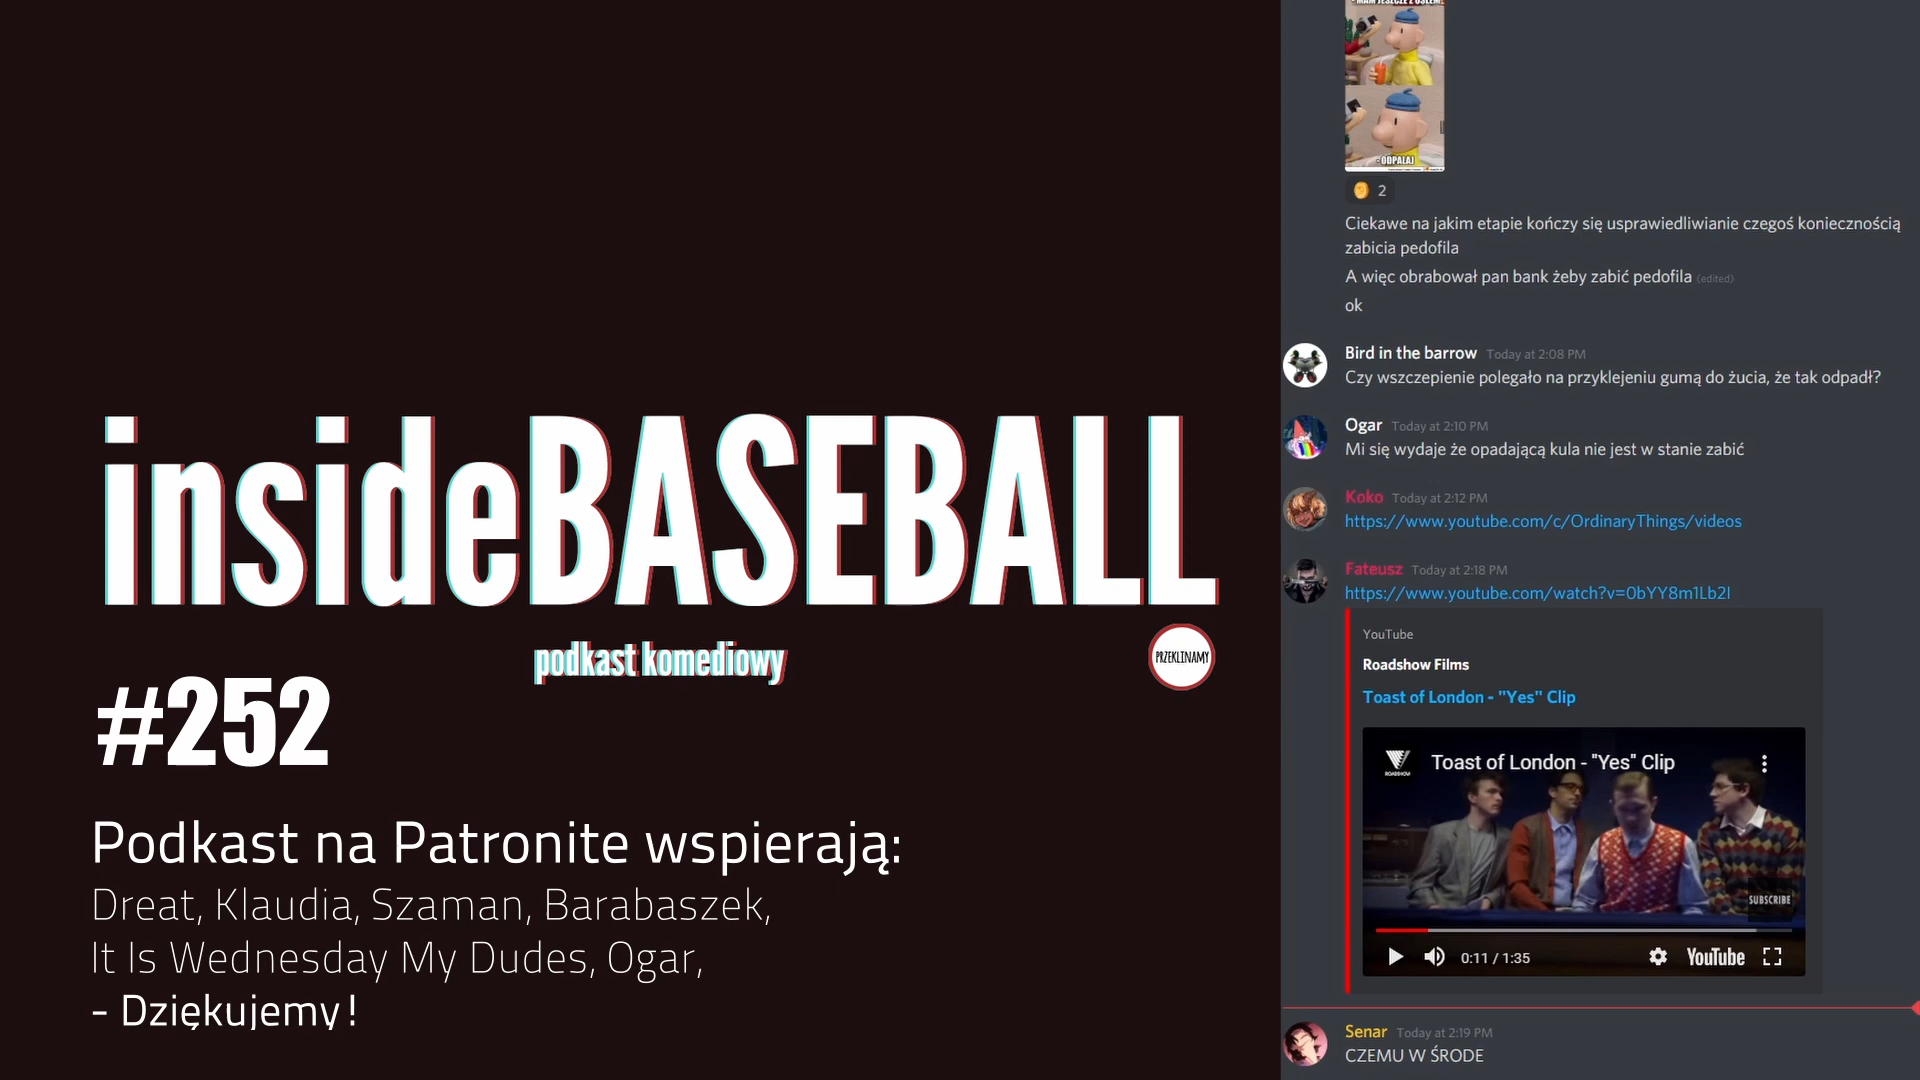 insideBASEBALL
podkast komediowy
PRZEKLINAMY
#252
Podkast na Patronite wspierają:
Dreat, Klaudia, Szaman, Barabaszek,
It Is Wednesday My Dudes, Ogar,
- Dziękujemy!
- MAM JESZCZE Z OSŁEM
- ODPALAJ
2
Ciekawe na jakim etapie kończy się usprawiedliwianie czegoś koniecznością
zabicia pedofila
A więc obrabował pan bank żeby zabić pedofila (edited)
ok
Bird in the barrow Today at 2:08 PM
Czy wszczepienie polegało na przyklejeniu gumą do żucia, że tak odpadł?
Ogar Today at 2:10 PM
Mi się wydaje że opadającą kula nie jest w stanie zabić
Koko Today at 2:12 PM
https://www.youtube.com/c/OrdinaryThings/videos
Fateusz Today at 2:18 PM
https://www.youtube.com/watch?v=0bYY8m1Lb2I
YouTube
Roadshow Films
Toast of London - "Yes" Clip
ROADSHOW
Toast of London - "Yes" Clip
SUBSCRIBE
0:11 / 1:35
YouTube
Senar Today at 2:19 PM
CZEMU W ŚRODE